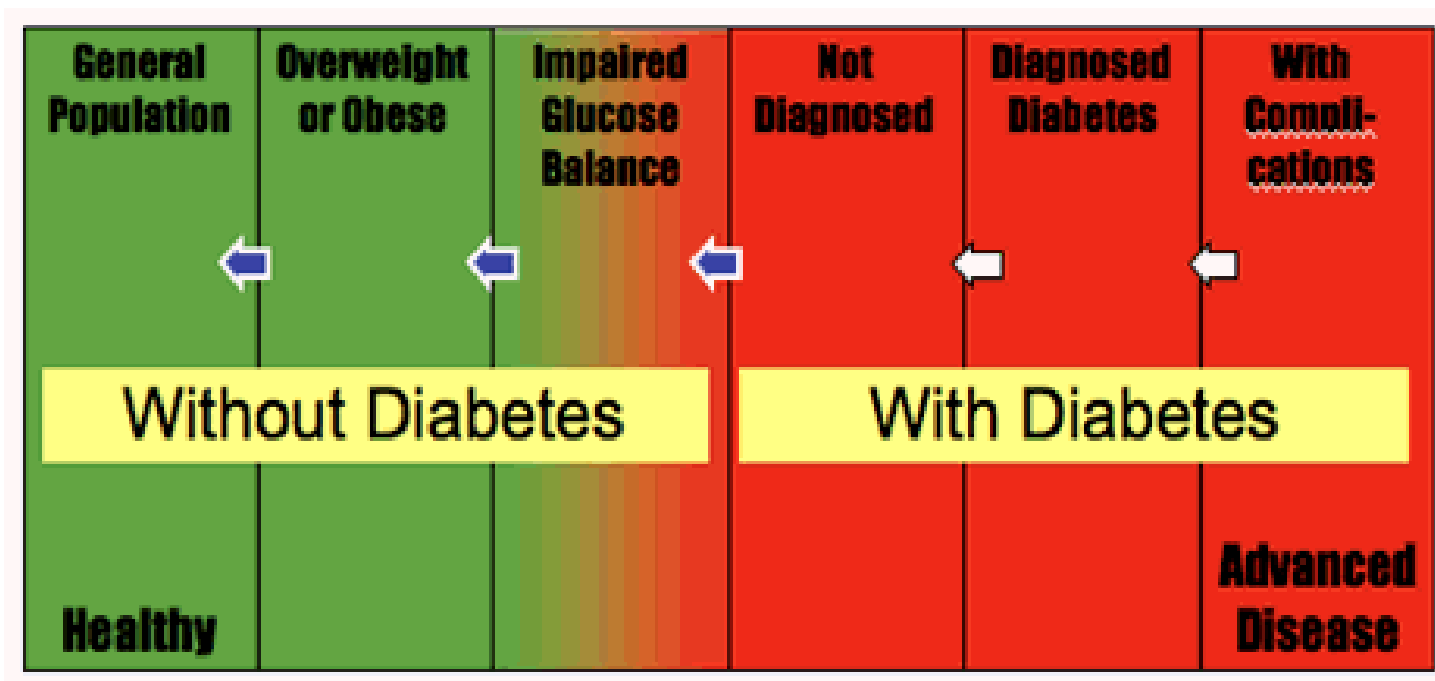 General
Population
Overweight
or Obese
Impaired
Glucose
Balance
Not
Diagnosed
Diagnosed
Diabetes
With
Compli-
cations
Without Diabetes
With Diabetes
Healthy
Advanced
Disease